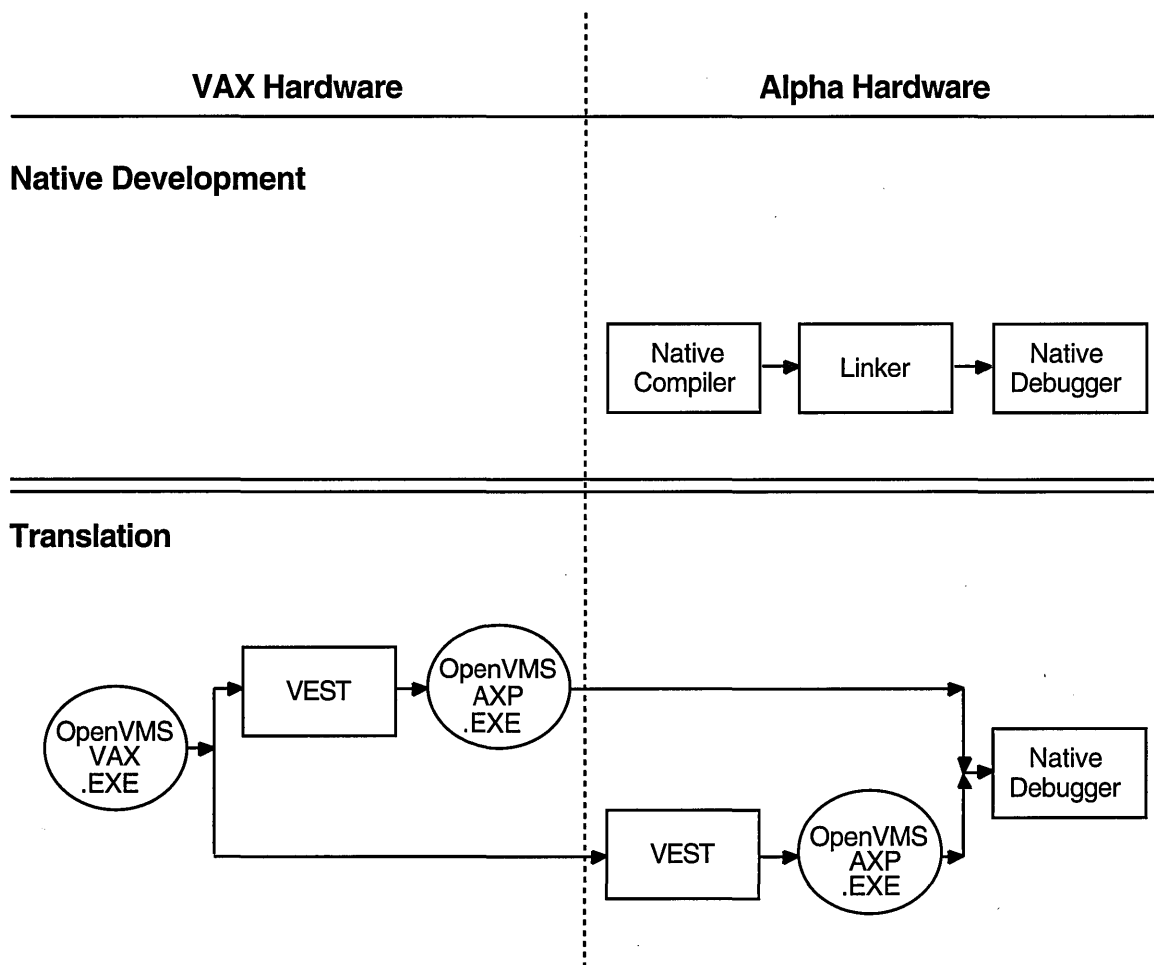 VAX Hardware
Alpha Hardware
Native Development
Native
Compiler
Linker
Native
Debugger
Translation
OpenVMS
VAX
.EXE
VEST
OpenVMS
AXP
.EXE
VEST
OpenVMS
AXP
.EXE
Native
Debugger